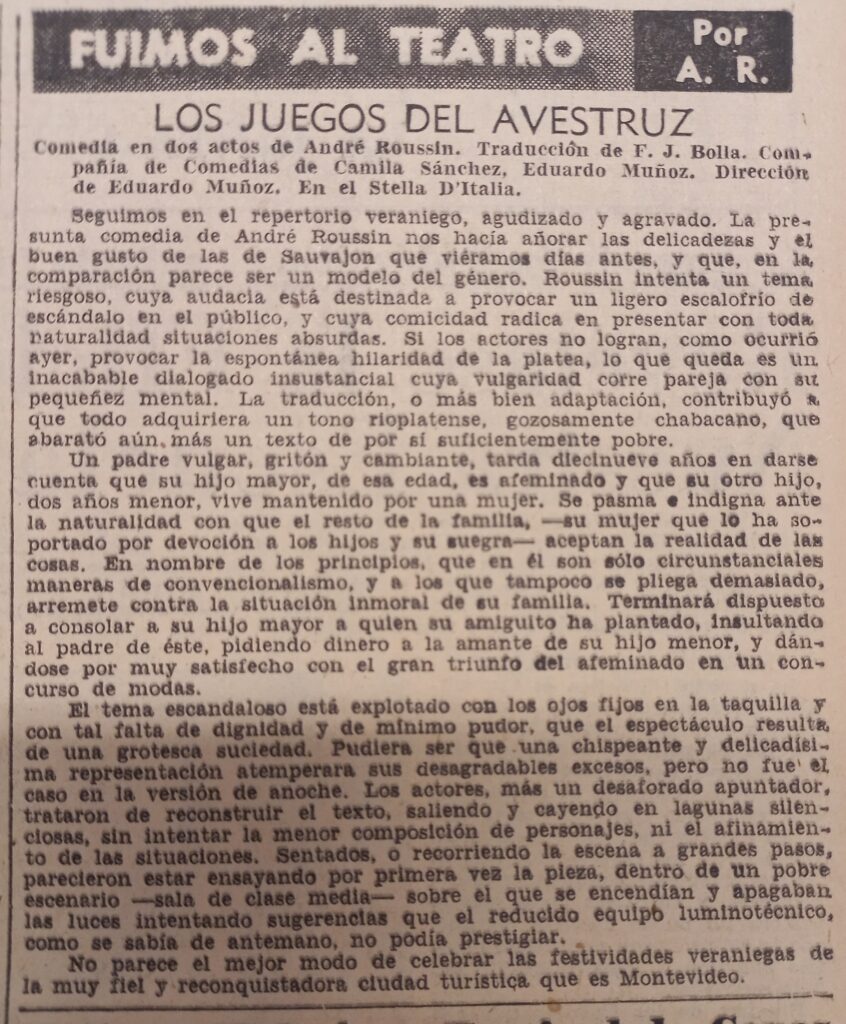 FUIMOS AL TEATRO
Por
A. R.
LOS JUEGOS DEL AVESTRUZ
Comedia en dos actos de André Roussin. Traducción de F. J. Bolla. Com-
pañía de Comedias de Camila Sánchez, Eduardo Muñoz. Dirección
de Eduardo Muñoz. En el Stella D'Italia.
Seguimos en el repertorio veraniego, agudizado y agravado. La pre-
sunta comedia de André Roussin nos hacía añorar las delicadezas y el
buen gusto de las de Sauvajon que viéramos días antes, y que, en la
comparación parece ser un modelo del género. Roussin intenta un tema
riesgoso, cuya audacia está destinada a provocar un ligero escalofrío de
escándalo en el público, y cuya comicidad radica en presentar con toda
naturalidad situaciones absurdas. Si los actores no logran, como ocurrió
ayer, provocar la espontánea hilaridad de la platea, lo que queda es un
inacabable dialogado insustancial cuya vulgaridad corre pareja con su
pequeñez mental. La traducción, o más bien adaptación, contribuyó a
que todo adquiriera un tono rioplatense, gozosamente chabacano, que
abarató aún más un texto de por sí suficientemente pobre.
Un padre vulgar, gritón y cambiante, tarda diecinueve años en darse
cuenta que su hijo mayor, de esa edad, es afeminado y que su otro hijo,
dos años menor, vive mantenido por una mujer. Se pasma e indigna ante
la naturalidad con que el resto de la familia, —su mujer que lo ha so-
portado por devoción a los hijos y su suegra— aceptan la realidad de las
cosas. En nombre de los principios, que en él son sólo circunstanciales
maneras de convencionalismo, y a los que tampoco se pliega demasiado,
arremete contra la situación inmoral de su familia. Terminará dispuesto
a consolar a su hijo mayor a quien su amiguito ha plantado, insultando
al padre de éste, pidiendo dinero a la amante de su hijo menor, y dán-
dose por muy satisfecho con el gran triunfo del afeminado en un con-
curso de modas.
El tema escandaloso está explotado con los ojos fijos en la taquilla y
con tal falta de dignidad y de mínimo pudor, que el espectáculo resulta
de una grotesca suciedad. Pudiera ser que una chispeante y delicadísi-
ma representación atemperara sus desagradables excesos, pero no fue el
caso en la versión de anoche. Los actores, más un desaforado apuntador,
trataron de reconstruir el texto, saliendo y cayendo en lagunas silen-
ciosas, sin intentar la menor composición de personajes, ni el afinamien-
to de las situaciones. Sentados, o recorriendo la escena a grandes pasos,
parecieron estar ensayando por primera vez la pieza, dentro de un pobre
escenario —sala de clase media— sobre el que se encendían y apagaban
las luces intentando sugerencias que el reducido equipo luminotécnico,
como se sabía de antemano, no podía prestigiar.
No parece el mejor modo de celebrar las festividades veraniegas de
la muy fiel y reconquistadora ciudad turística que es Montevideo.